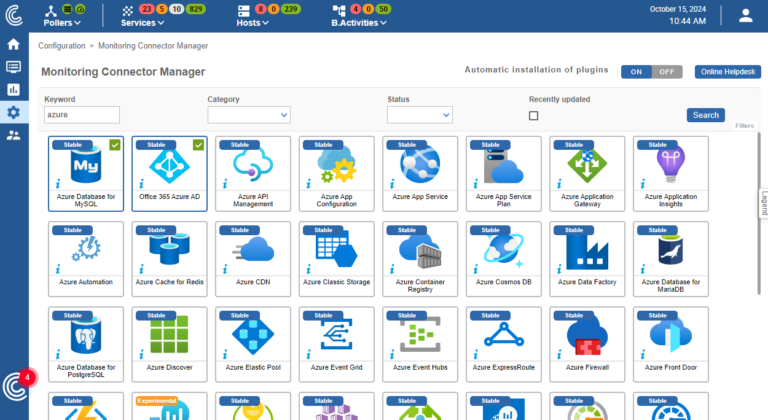 Pollers
23 5 10 829
Services
8 0 239
Hosts
4 0 50
B.Activities
October 15, 2024
10:44 AM
Configuration > Monitoring Connector Manager
Monitoring Connector Manager
Automatic installation of plugins
ON OFF
Online Helpdesk
Keyword Category Status Recently updated
azure
Search
Filters
Legend
Stable Stable Stable Stable Stable Stable Stable Stable
My
Azure Database for MySQL
Office 365 Azure AD
Azure API Management
Azure App Configuration
Azure App Service
Azure App Service Plan
Azure Application Gateway
Azure Application Insights
Stable Stable Stable Stable Stable Stable Stable Stable
Azure Automation
Azure Cache for Redis
Azure CDN
Azure Classic Storage
Azure Container Registry
Azure Cosmos DB
Azure Data Factory
Azure Database for MariaDB
Stable Stable Stable Stable Stable Stable Stable Stable
Azure Database for PostgreSQL
Azure Discover
Azure Elastic Pool
Azure Event Grid
Azure Event Hubs
Azure ExpressRoute
Azure Firewall
Azure Front Door
4
Stable Experimental Stable Stable Stable Stable Stable Stable